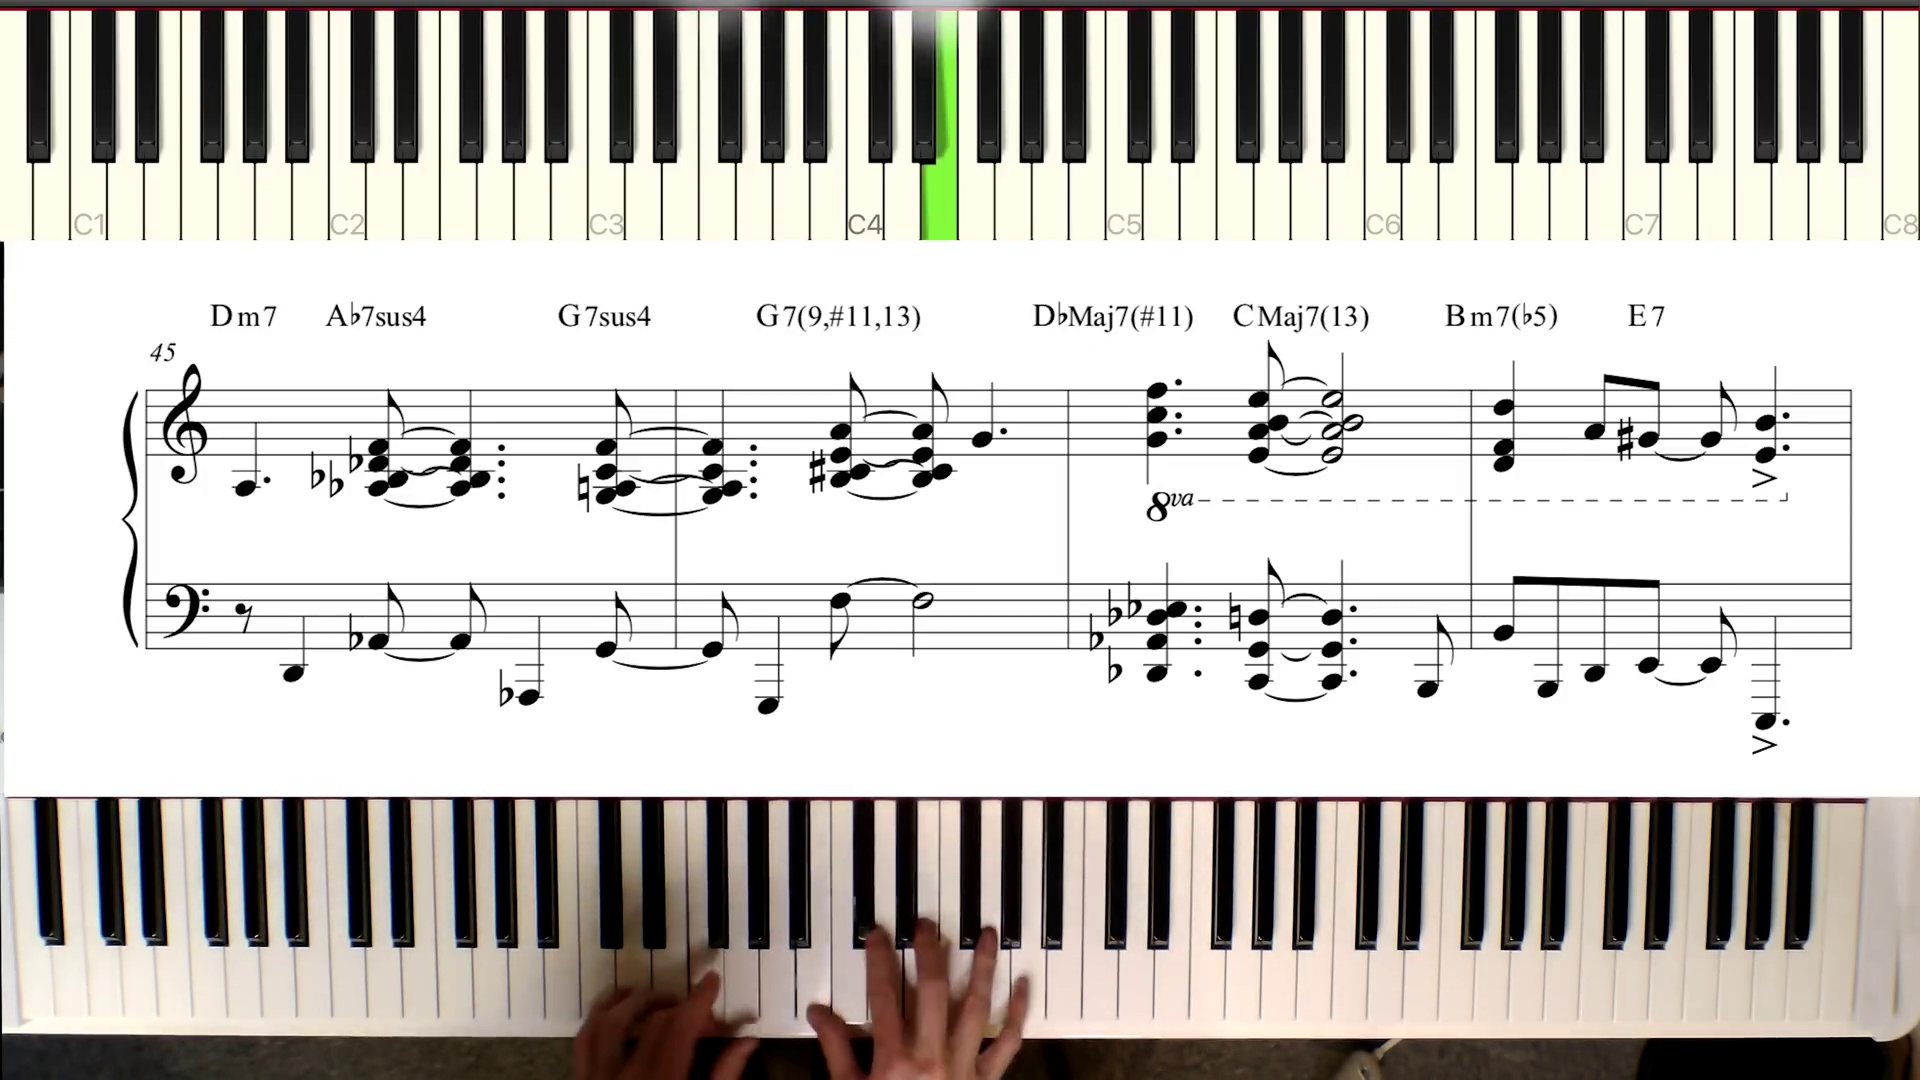 C1 C2 C3 C4 C5 C6 C7 C8
Dm7 A♭7sus4 G7sus4 G7(9,#11,13) D♭Maj7(#11) CMaj7(13) Bm7(♭5) E7
45
8va